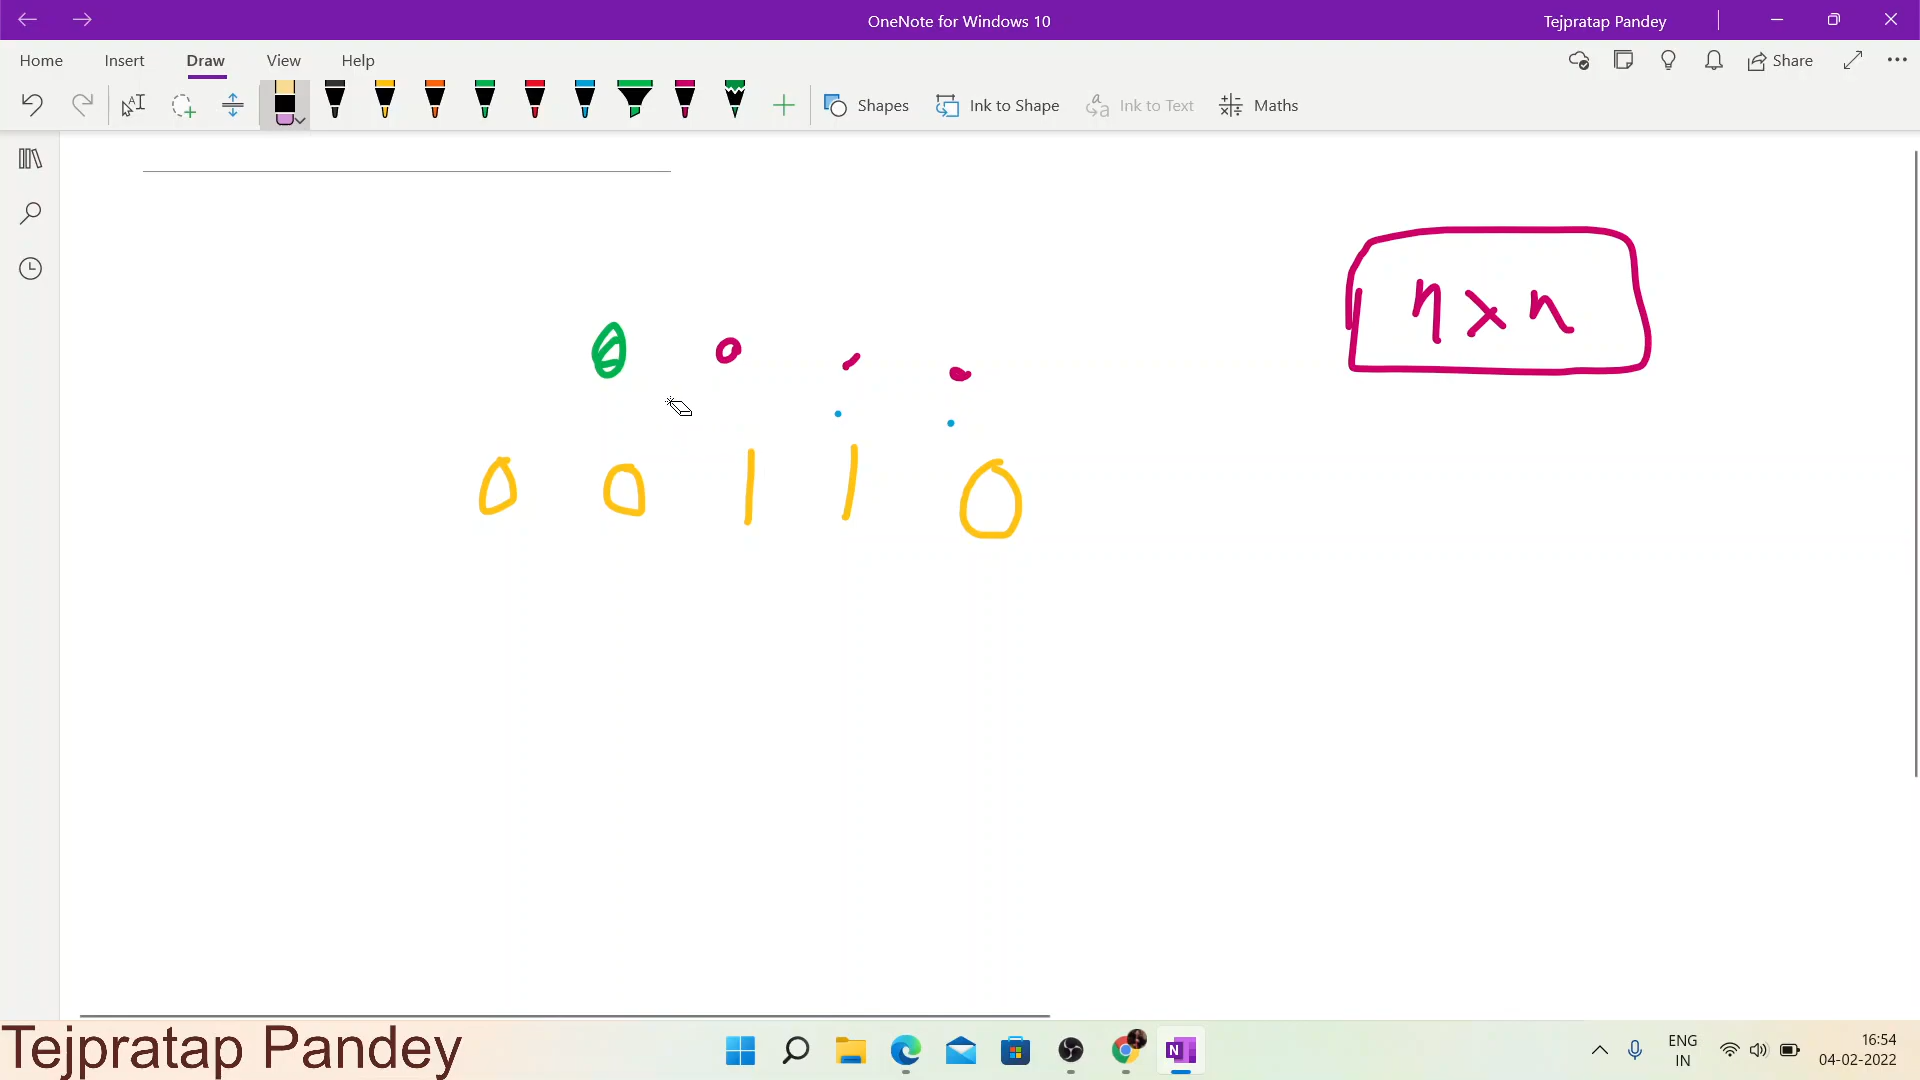 OneNote for Windows 10
Tejpratap Pandey
Home Insert Draw View Help
Share
Shapes Ink to Shape Ink to Text Maths
n x n
0 0 1 1 0
Tejpratap Pandey
ENG
IN
16:54
04-02-2022